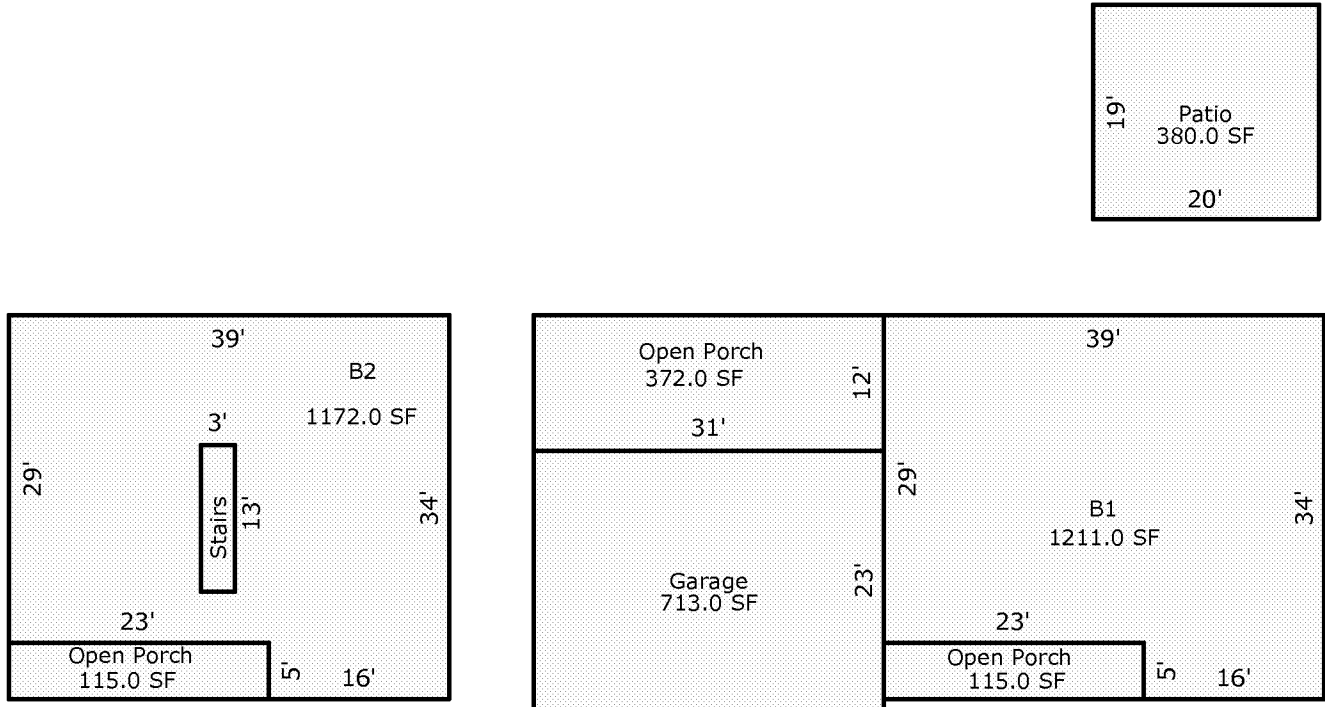 19'
Patio
380.0 SF
20'
39'
B2
1172.0 SF
3'
29'
Stairs
13'
34'
23'
Open Porch
115.0 SF
5'
16'
Open Porch
372.0 SF
12'
31'
Garage
713.0 SF
23'
39'
29'
B1
1211.0 SF
34'
23'
Open Porch
115.0 SF
5'
16'